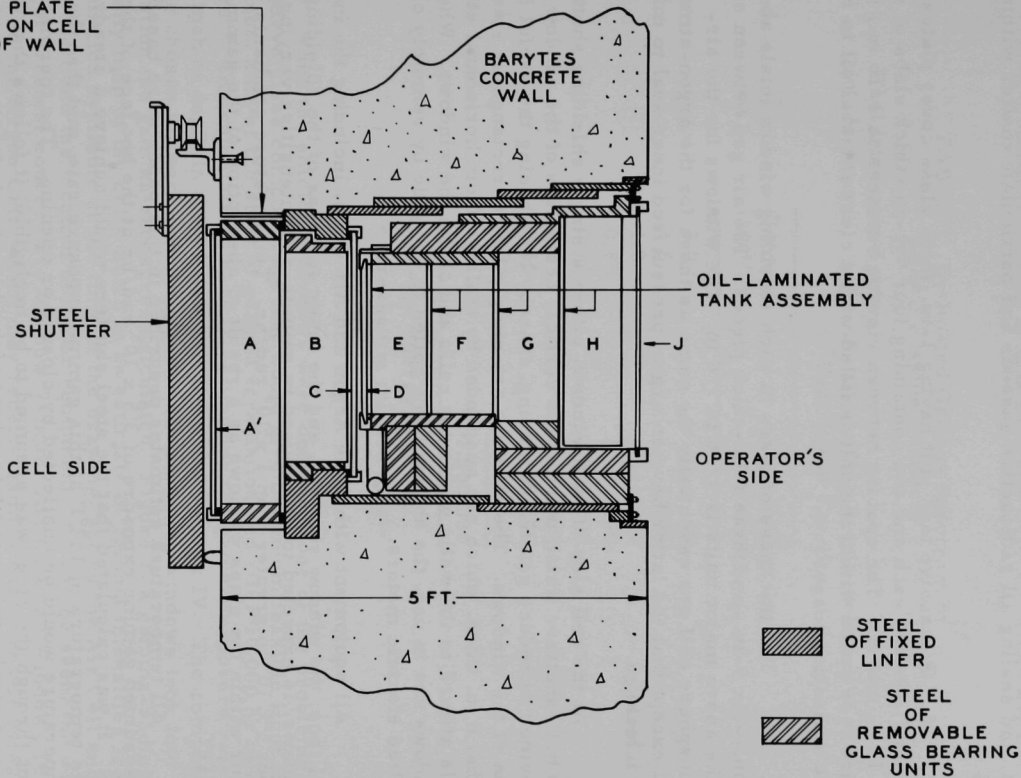 PLATE
ON CELL
OF WALL
BARYTES
CONCRETE
WALL
OIL-LAMINATED
TANK ASSEMBLY
STEEL
SHUTTER
A
B
E
F
G
H
J
C
D
A'
CELL SIDE
OPERATOR'S
SIDE
5 FT.
STEEL
OF FIXED
LINER
STEEL
OF
REMOVABLE
GLASS BEARING
UNITS